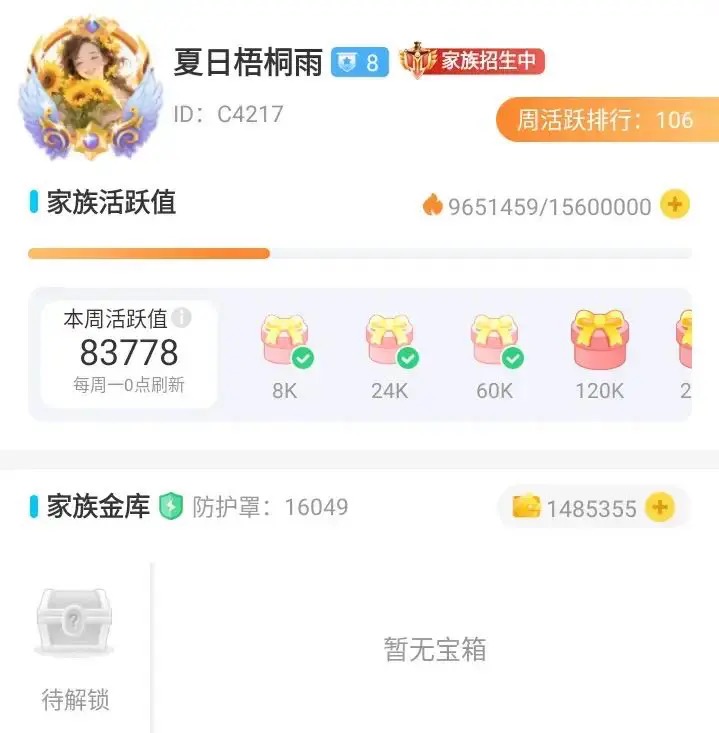 夏日梧桐雨 8 家族招生中
ID：C4217
周活跃排行：106
家族活跃值
9651459/15600000
本周活跃值
83778
每周一0点刷新
8K
24K
60K
120K
2
家族金库
防护罩：16049
1485355
?
待解锁
暂无宝箱